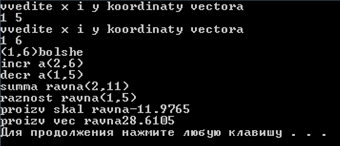 vvedite x i y koordinaty vectora
1 5
vvedite x i y koordinaty vectora
1 6
(1,6)bolshe
incr a(2,6)
decr a(1,5)
summa ravna(2,11)
raznost ravna(1,5)
proizv skal ravna-11.9765
proizv vec ravna28.6105
Для продолжения нажмите любую клавишу . . .